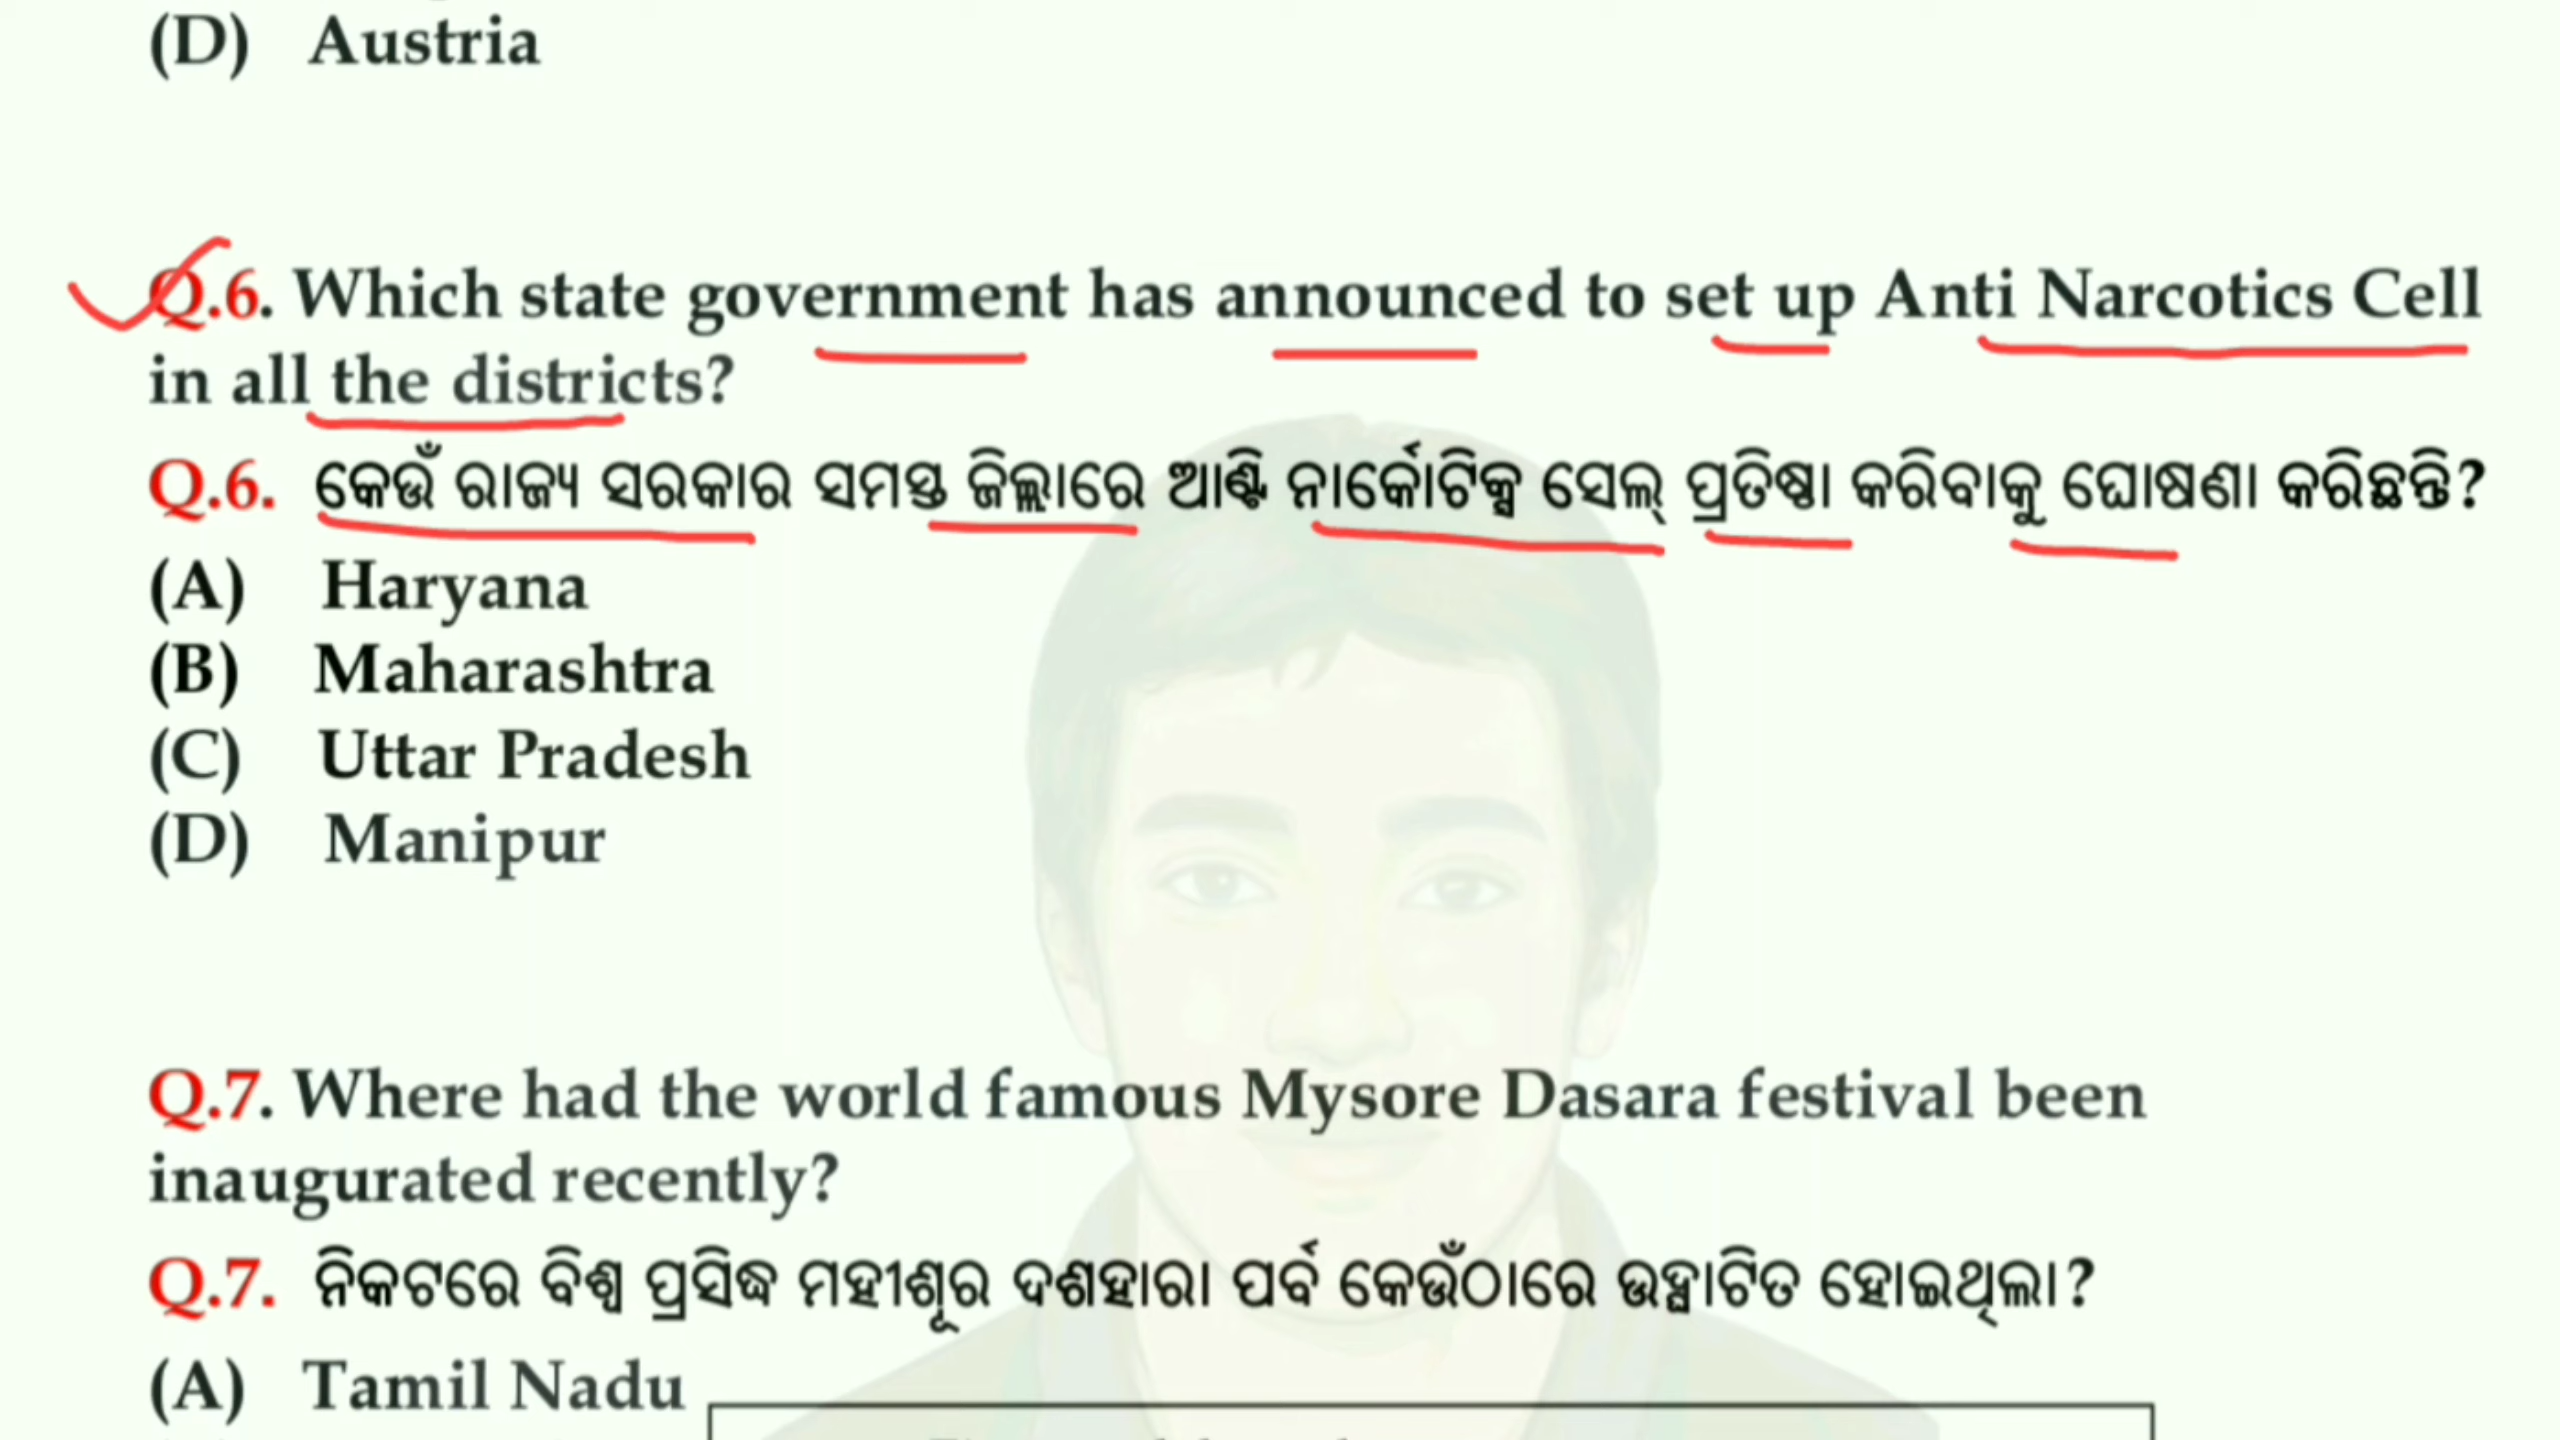 (D) Austria
Q.6. Which state government has announced to set up Anti Narcotics Cell
in all the districts?
Q.6. କେଉଁ ରାଜ୍ୟ ସରକାର ସମସ୍ତ ଜିଲ୍ଲାରେ ଆଣ୍ଟି ନାର୍କୋଟିକ୍ସ ସେଲ୍ ପ୍ରତିଷ୍ଠା କରିବାକୁ ଘୋଷଣା କରିଛନ୍ତି?
(A) Haryana
(B) Maharashtra
(C) Uttar Pradesh
(D) Manipur
Q.7. Where had the world famous Mysore Dasara festival been
inaugurated recently?
Q.7. ନିକଟରେ ବିଶ୍ୱ ପ୍ରସିଦ୍ଧ ମହୀଶୂର ଦଶହାରା ପର୍ବ କେଉଁଠାରେ ଉଦ୍ଘାଟିତ ହୋଇଥିଲା?
(A) Tamil Nadu